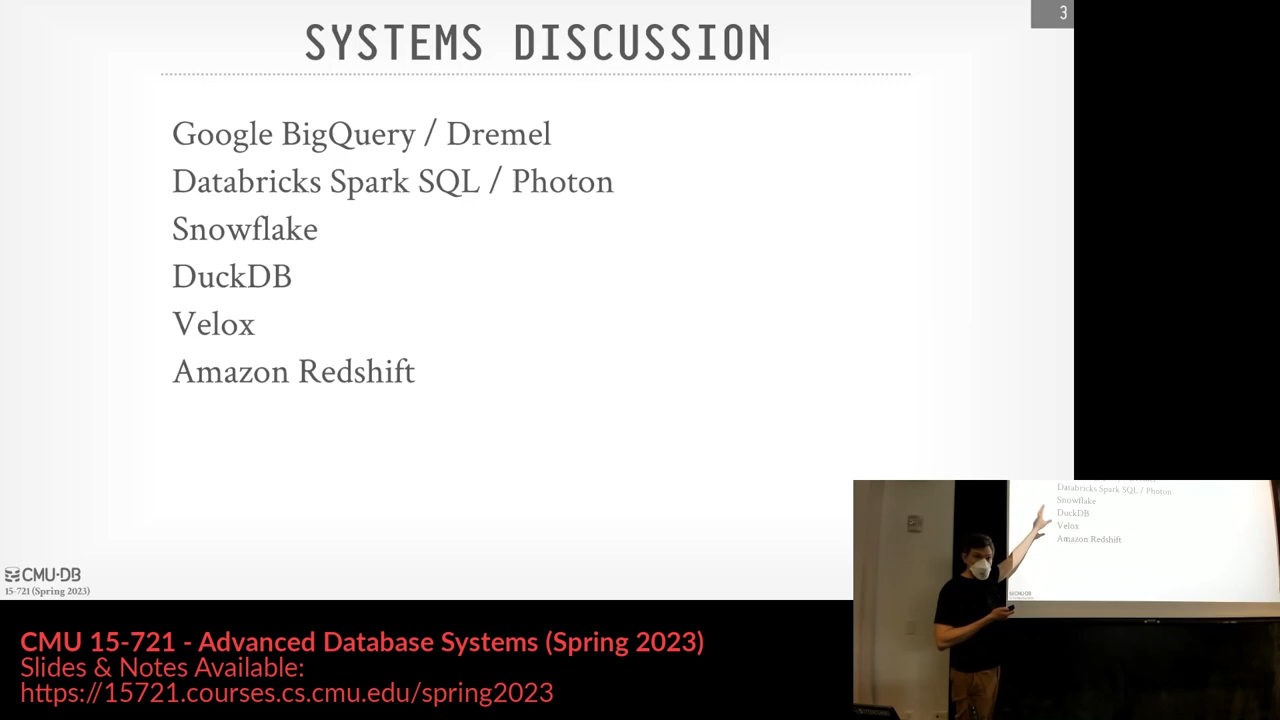 3
SYSTEMS DISCUSSION
Google BigQuery / Dremel
Databricks Spark SQL / Photon
Snowflake
DuckDB
Velox
Amazon Redshift
CMU·DB
15-721 (Spring 2023)
Databricks Spark SQL / Photon
Snowflake
DuckDB
Velox
Amazon Redshift
CMU 15-721 - Advanced Database Systems (Spring 2023)
Slides & Notes Available:
https://15721.courses.cs.cmu.edu/spring2023